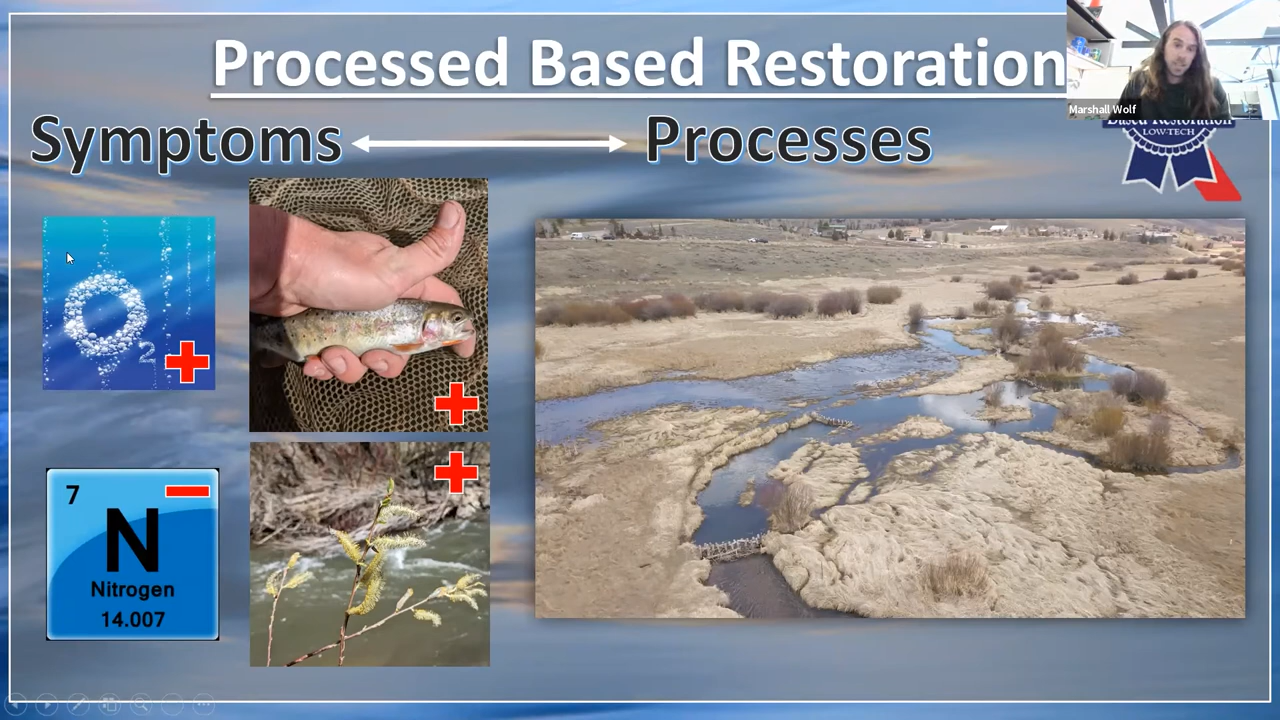 Processed Based Restoration
Marshall Wolf
Symptoms
Processes
Based Restoration
LOW-TECH
O
2
7
N
Nitrogen
14.007